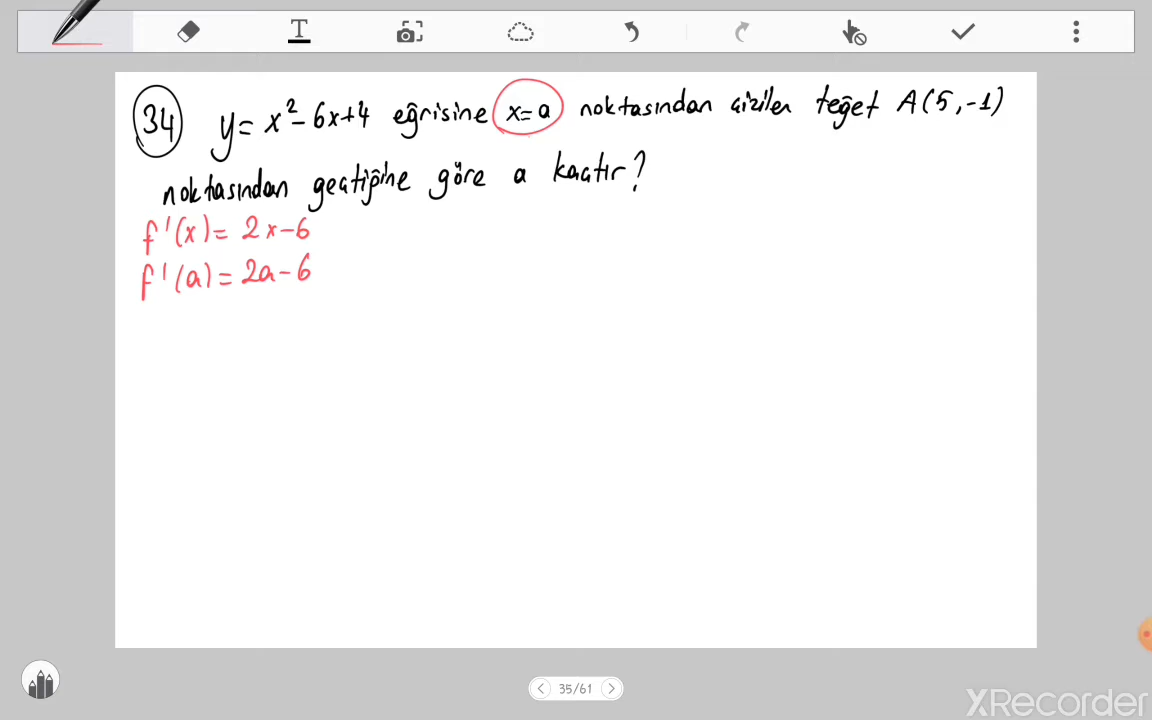 T
34 y = x² - 6x + 4 eğrisine x = a noktasından çizilen teğet A(5, -1)
noktasından geçtiğine göre a kaçtır?
f'(x) = 2x - 6
f'(a) = 2a - 6
35/61
XRecorder